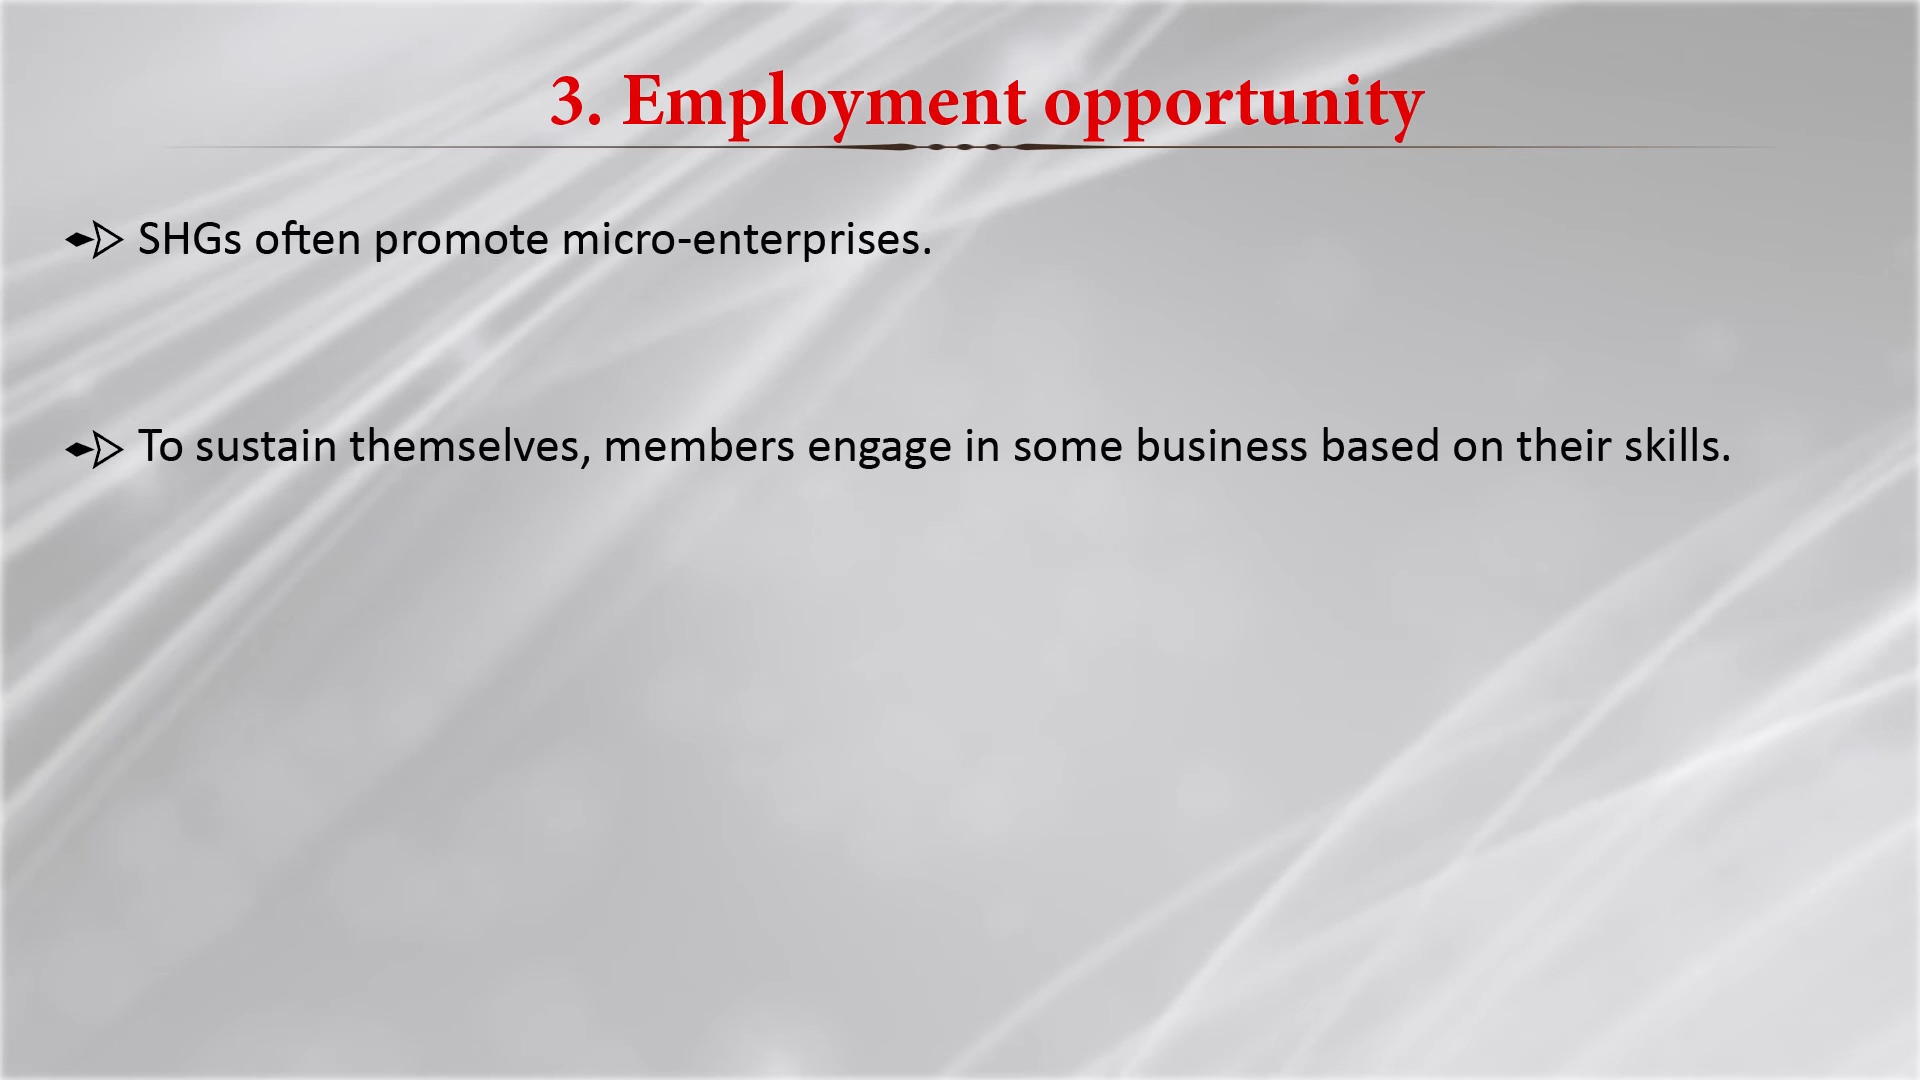 3. Employment opportunity
SHGs often promote micro-enterprises.
To sustain themselves, members engage in some business based on their skills.